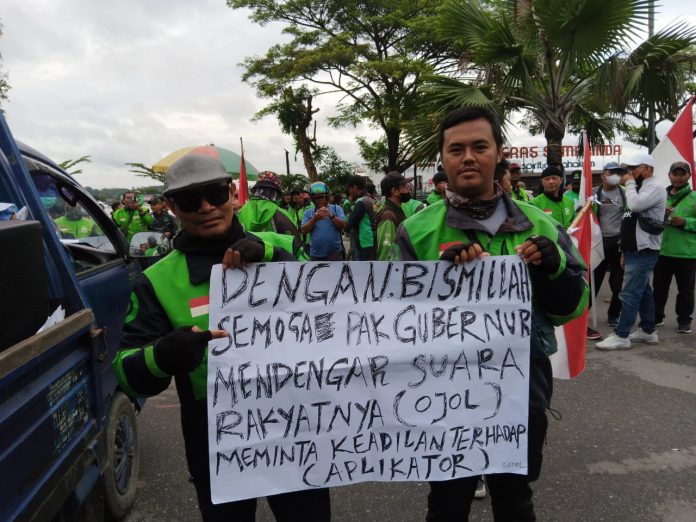 DENGAN: BISMILLAH
SEMOGA PAK GUBERNUR
MENDENGAR SUARA
RAKYATNYA (OJOL)
MEMINTA KEADILAN TERHADAP
(APLIKATOR)